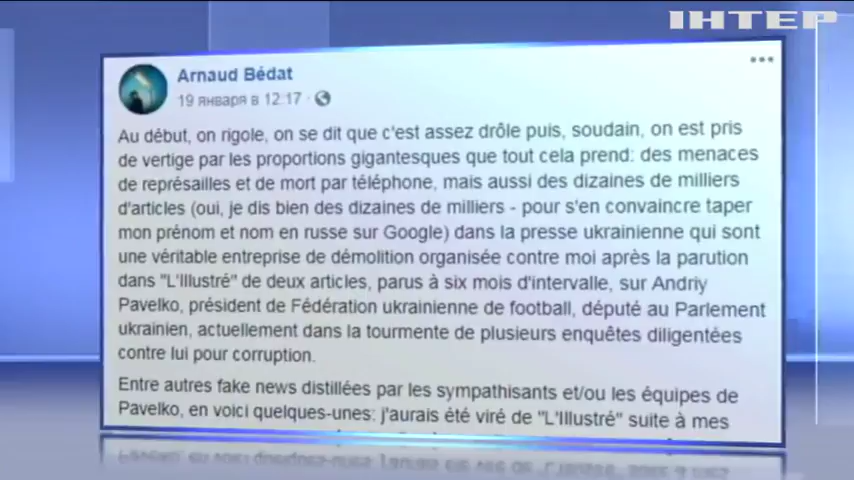 ІНТЕР
Arnaud Bédat
19 января в 12:17 ·
Au début, on rigole, on se dit que c'est assez drôle puis, soudain, on est pris
de vertige par les proportions gigantesques que tout cela prend: des menaces
de représailles et de mort par téléphone, mais aussi des dizaines de milliers
d'articles (oui, je dis bien des dizaines de milliers - pour s'en convaincre taper
mon prénom et nom en russe sur Google) dans la presse ukrainienne qui sont
une véritable entreprise de démolition organisée contre moi après la parution
dans "L'Illustré" de deux articles, parus à six mois d'intervalle, sur Andriy
Pavelko, président de Fédération ukrainienne de football, député au Parlement
ukrainien, actuellement dans la tourmente de plusieurs enquêtes diligentées
contre lui pour corruption.
Entre autres fake news distillées par les sympathisants et/ou les équipes de
Pavelko, en voici quelques-unes: j'aurais été viré de "L'Illustré" suite à mes